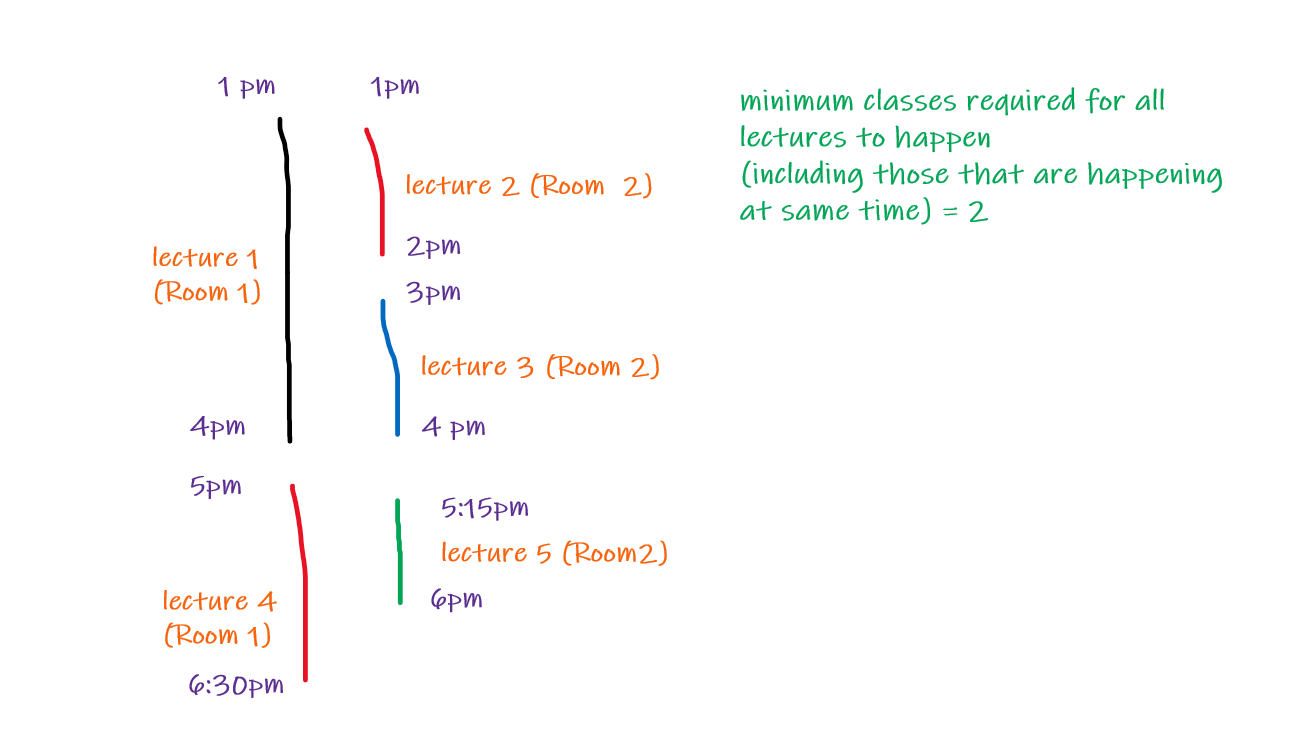 1 pm
1pm
minimum classes required for all
lectures to happen
(including those that are happening
at same time) = 2
lecture 2 (Room 2)
2pm
lecture 1
(Room 1)
3pm
lecture 3 (Room 2)
4pm
4 pm
5pm
5:15pm
lecture 5 (Room2)
6pm
lecture 4
(Room 1)
6:30pm